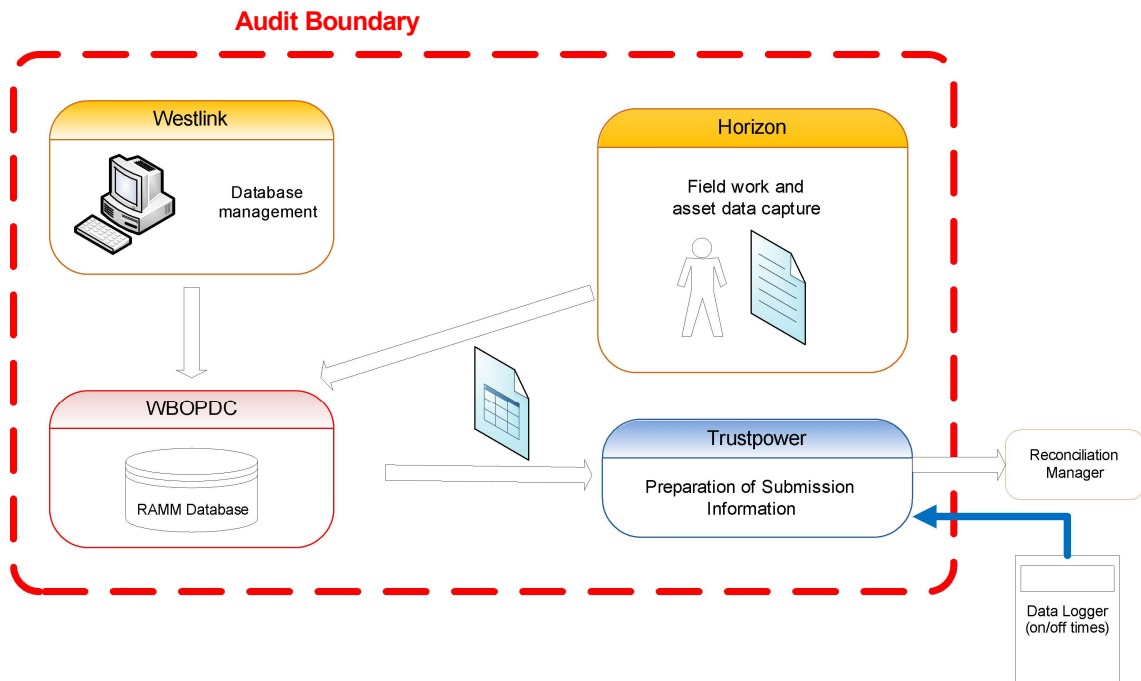 Audit Boundary
Westlink
Database
management
Horizon
Field work and
asset data capture
WBOPDC
RAMM Database
Trustpower
Preparation of Submission
Information
Reconciliation
Manager
Data Logger
(on/off times)